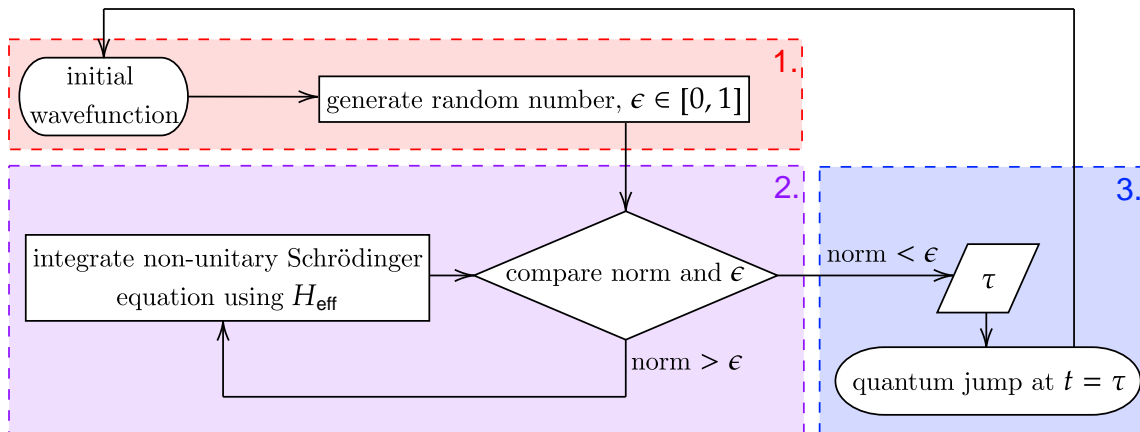 1.
initial
wavefunction
generate random number, ϵ ∈ [0, 1]
2.
integrate non-unitary Schrödinger
equation using H_eff
compare norm and ϵ
norm > ϵ
3.
norm < ϵ
τ
quantum jump at t = τ